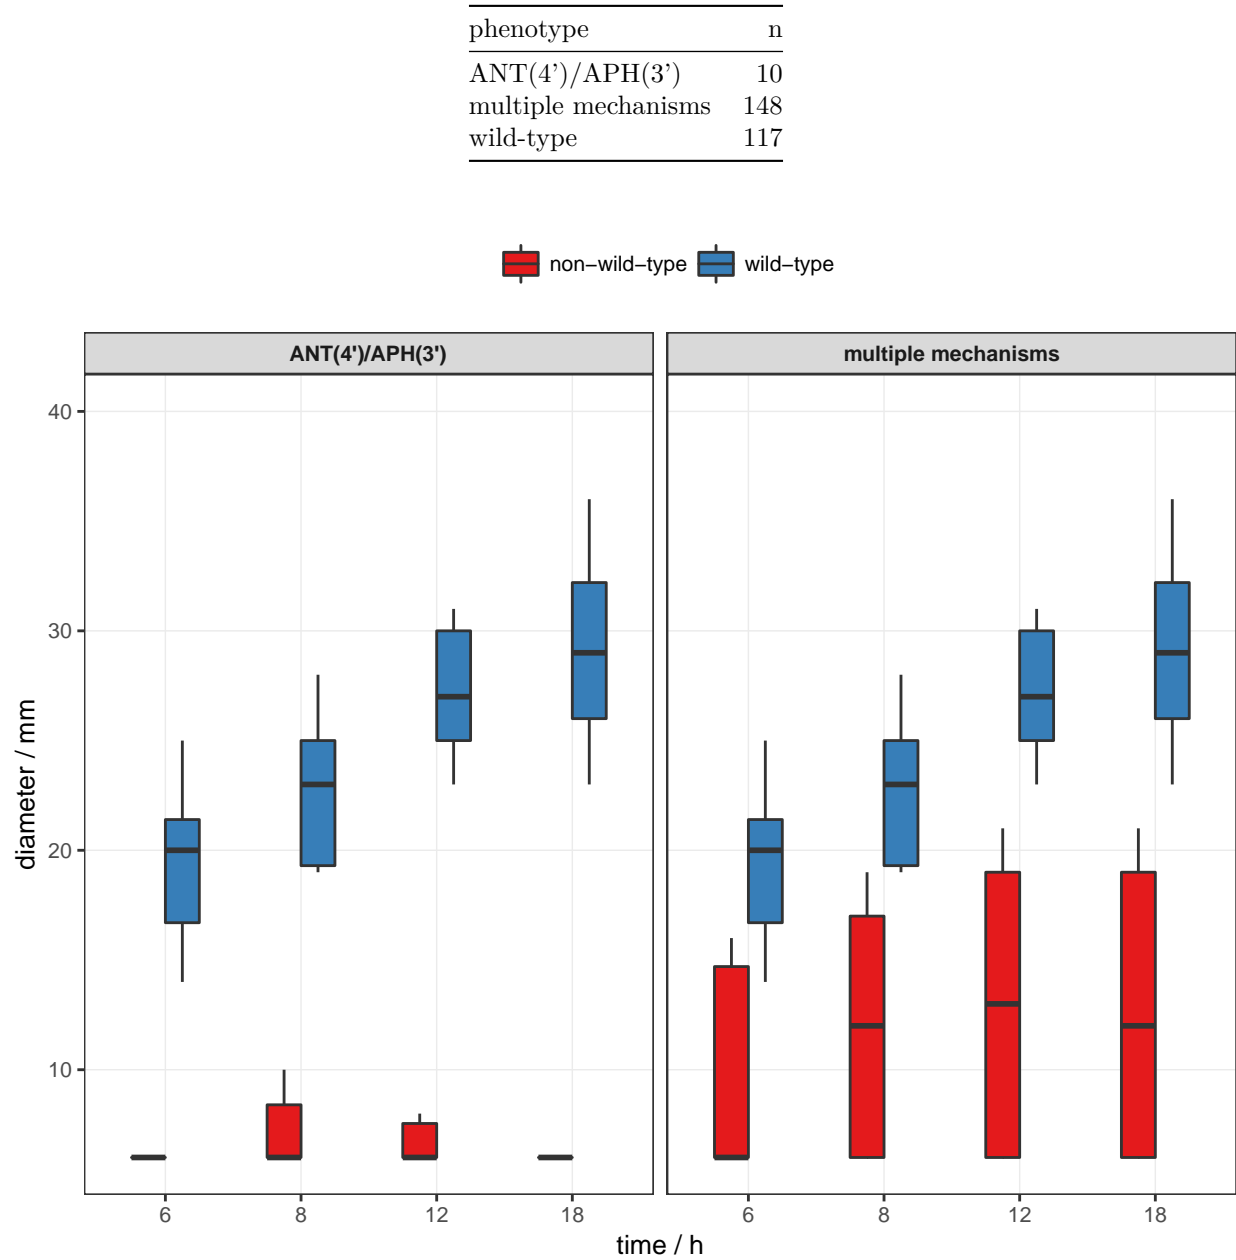 phenotype n
ANT(4’)/APH(3’) 10
multiple mechanisms 148
wild-type 117
non−wild−type wild−type
ANT(4')/APH(3') multiple mechanisms
40
30
20
10
diameter / mm
6 8 12 18 6 8 12 18
time / h